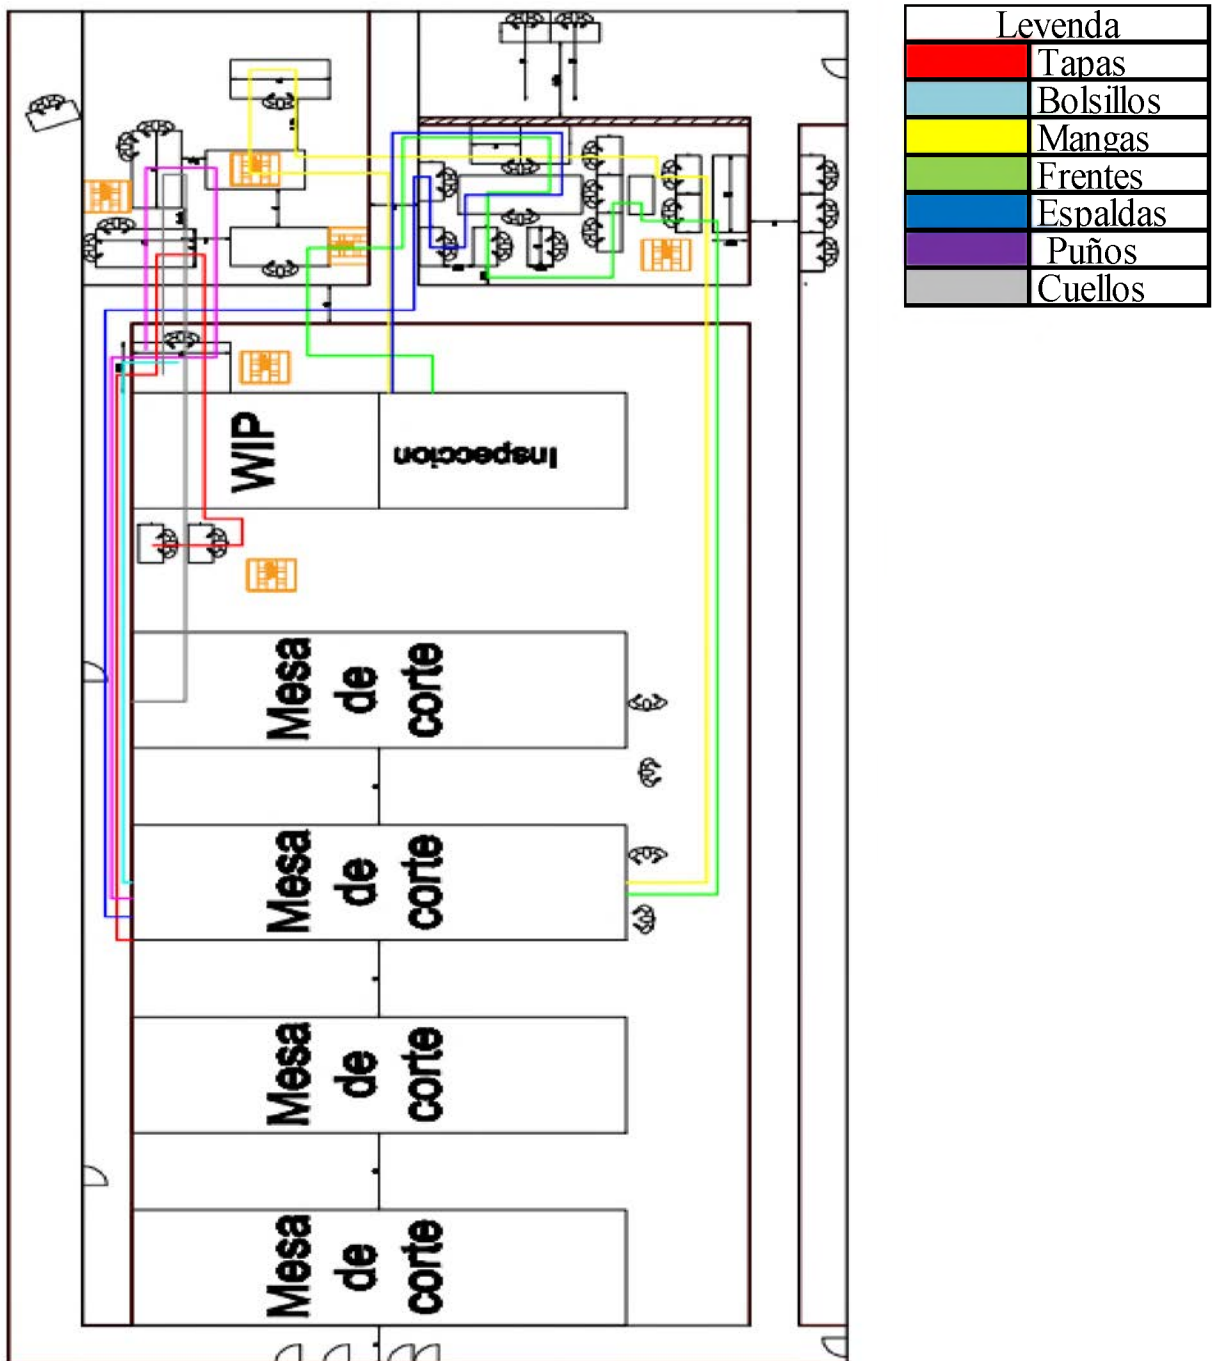 Leyenda
Tapas
Bolsillos
Mangas
Frentes
Espaldas
Puños
Cuellos
WIP
Inspeccion
Mesa
de
corte
Mesa
de
corte
Mesa
de
corte
Mesa
de
corte